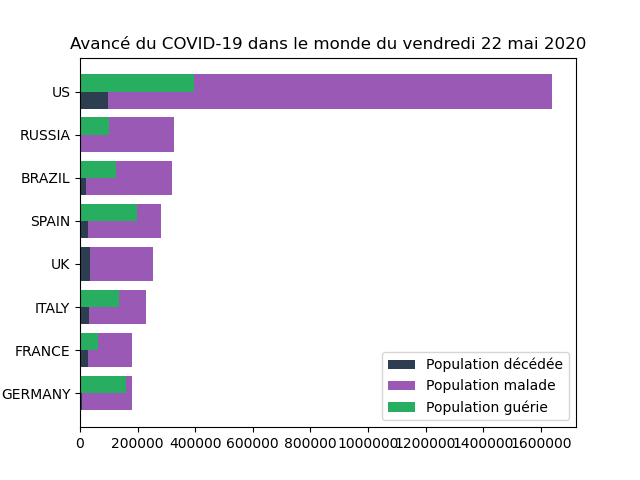 Avancé du COVID-19 dans le monde du vendredi 22 mai 2020
US
RUSSIA
BRAZIL
SPAIN
UK
ITALY
FRANCE
GERMANY
Population décédée
Population malade
Population guérie
0 200000 400000 600000 800000 1000000 1200000 1400000 1600000